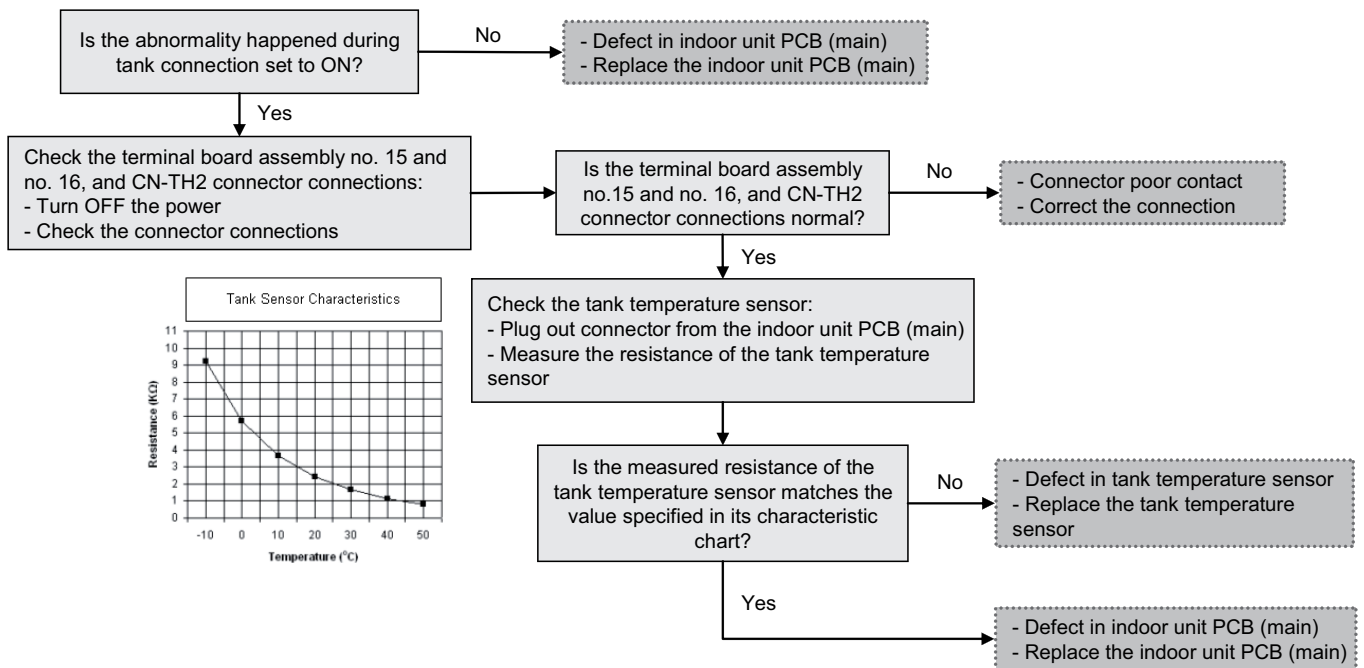 Is the abnormality happened during
tank connection set to ON?
No
- Defect in indoor unit PCB (main)
- Replace the indoor unit PCB (main)
Yes
Check the terminal board assembly no. 15 and
no. 16, and CN-TH2 connector connections:
- Turn OFF the power
- Check the connector connections
Is the terminal board assembly
no.15 and no. 16, and CN-TH2
connector connections normal?
No
- Connector poor contact
- Correct the connection
Yes
Check the tank temperature sensor:
- Plug out connector from the indoor unit PCB (main)
- Measure the resistance of the tank temperature
sensor
Tank Sensor Characteristics
Resistance (KΩ)
11
10
9
8
7
6
5
4
3
2
1
0
-10 0 10 20 30 40 50
Temperature (°C)
Is the measured resistance of the
tank temperature sensor matches the
value specified in its characteristic
chart?
No
- Defect in tank temperature sensor
- Replace the tank temperature
sensor
Yes
- Defect in indoor unit PCB (main)
- Replace the indoor unit PCB (main)